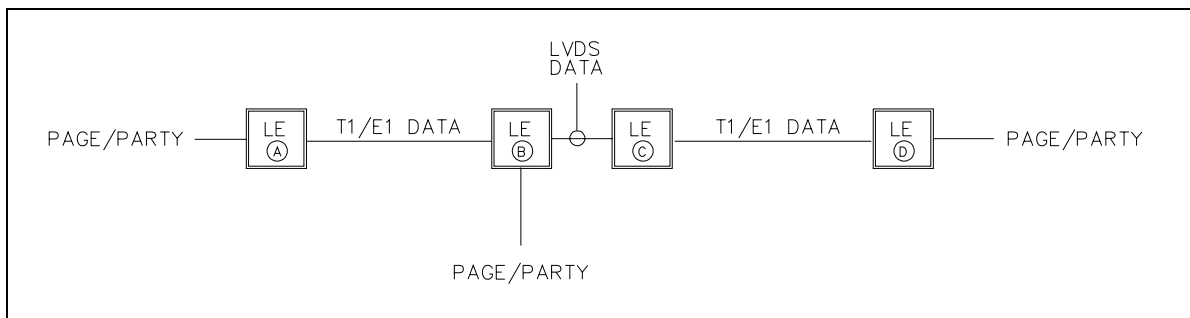 LVDS
DATA
PAGE/PARTY
LE
A
T1/E1 DATA
LE
B
LE
C
T1/E1 DATA
LE
D
PAGE/PARTY
PAGE/PARTY